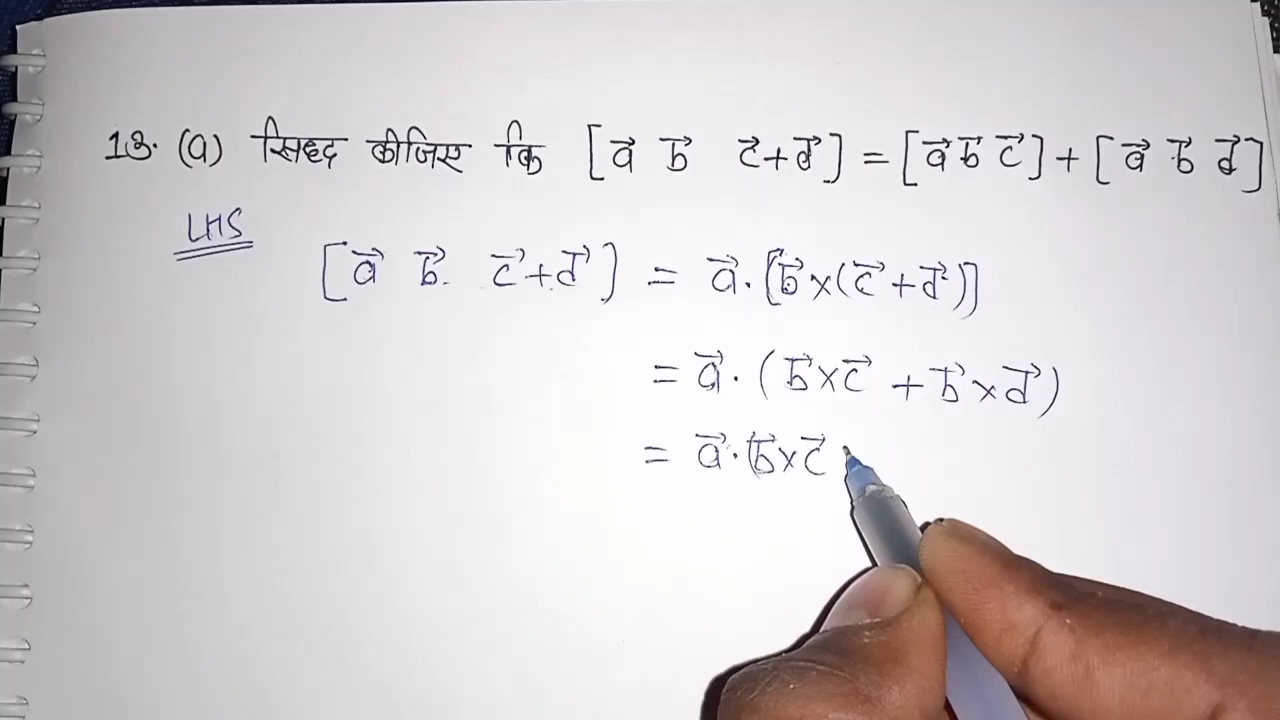 13. (a) सिद्ध कीजिए कि [a⃗ b⃗ c⃗+d⃗] = [a⃗ b⃗ c⃗] + [a⃗ b⃗ d⃗]
LHS
[a⃗ b⃗ c⃗+d⃗] = a⃗·[b⃗×(c⃗+d⃗)]
= a⃗·(b⃗×c⃗ + b⃗×d⃗)
= a⃗·(b⃗×c⃗